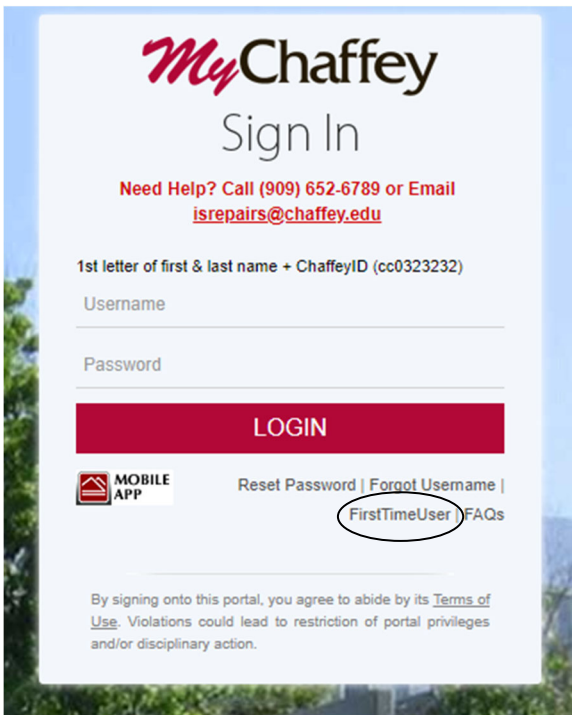 MyChaffey
Sign In
Need Help? Call (909) 652-6789 or Email
isrepairs@chaffey.edu
1st letter of first & last name + ChaffeyID (cc0323232)
Username
Password
LOGIN
MOBILE
APP
Reset Password | Forgot Username |
FirstTimeUser | FAQs
By signing onto this portal, you agree to abide by its Terms of
Use. Violations could lead to restriction of portal privileges
and/or disciplinary action.